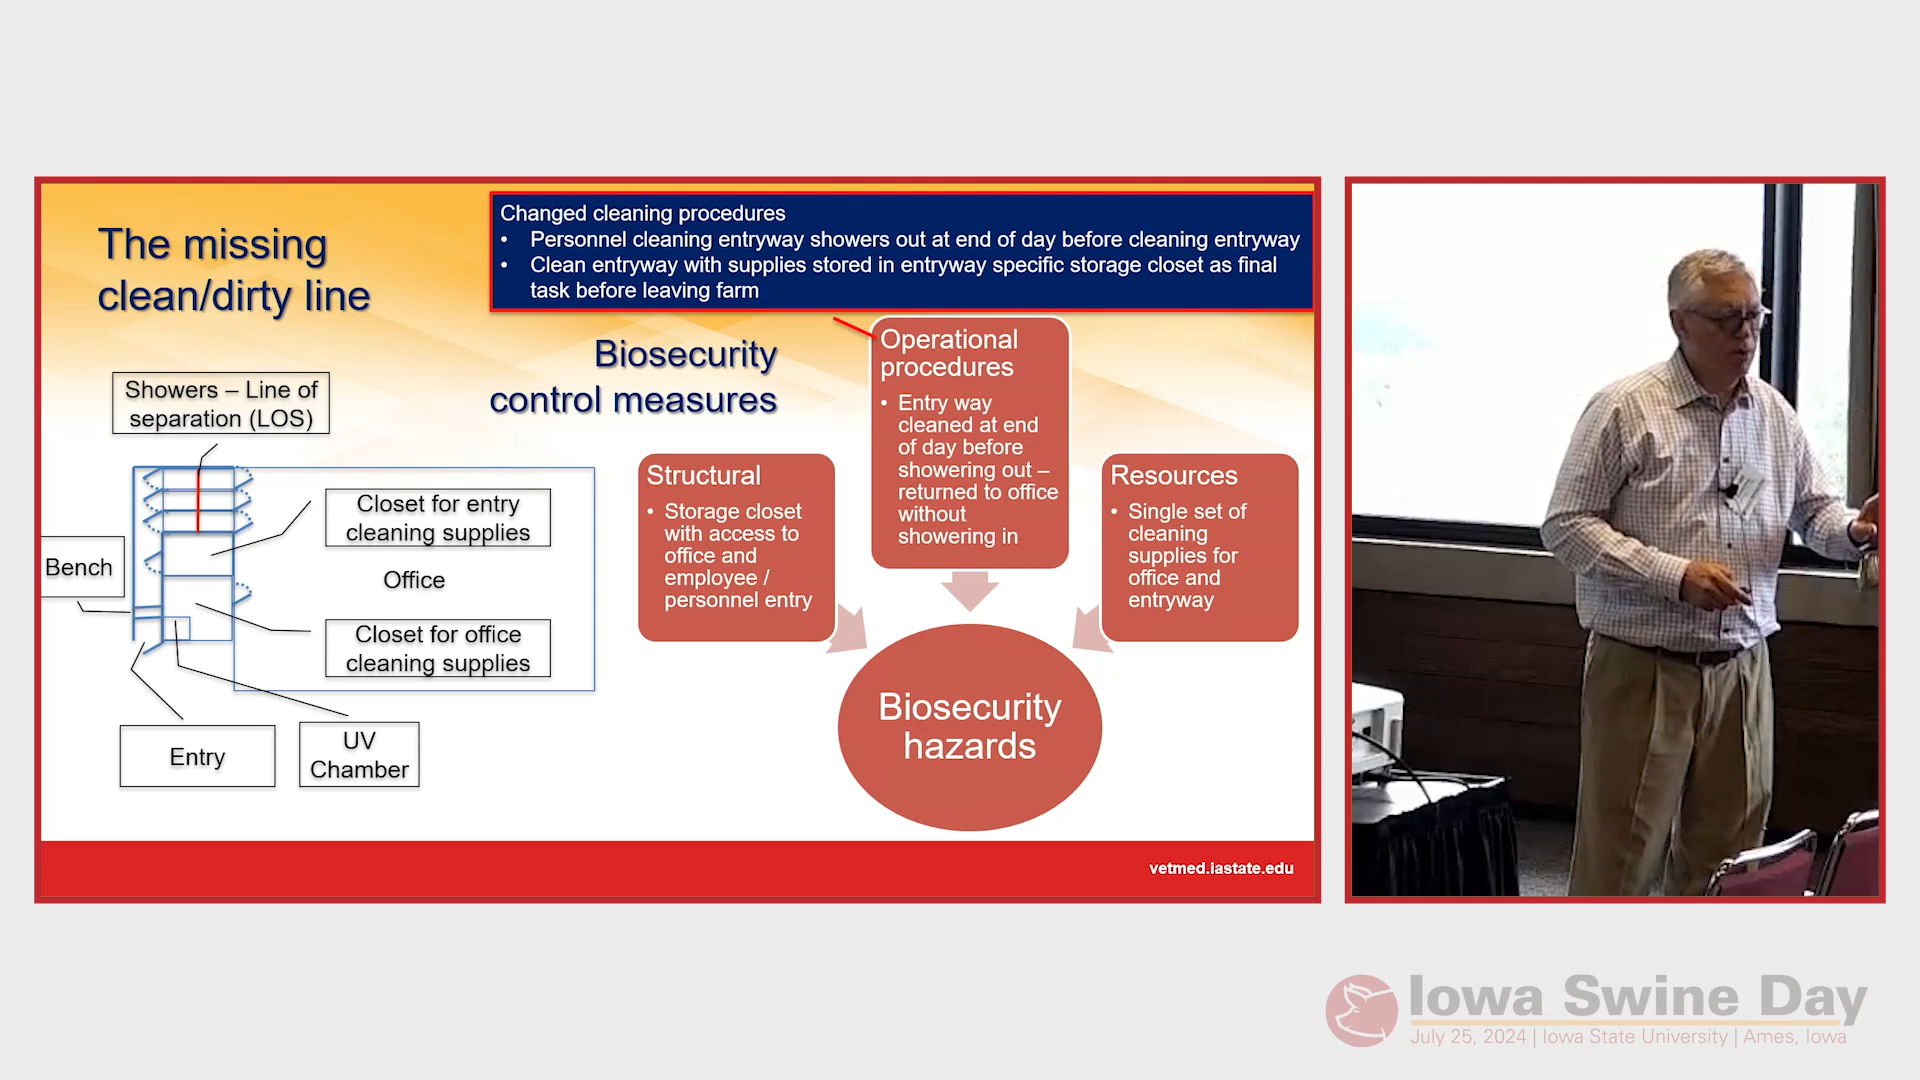 The missing
clean/dirty line
Changed cleaning procedures
• Personnel cleaning entryway showers out at end of day before cleaning entryway
• Clean entryway with supplies stored in entryway specific storage closet as final
task before leaving farm
Biosecurity
control measures
Showers – Line of
separation (LOS)
Closet for entry
cleaning supplies
Bench
Office
Closet for office
cleaning supplies
Entry
UV
Chamber
Structural
• Storage closet
with access to
office and
employee /
personnel entry
Operational
procedures
• Entry way
cleaned at end
of day before
showering out –
returned to office
without
showering in
Resources
• Single set of
cleaning
supplies for
office and
entryway
Biosecurity
hazards
vetmed.iastate.edu
Iowa Swine Day
July 25, 2024 | Iowa State University | Ames, Iowa